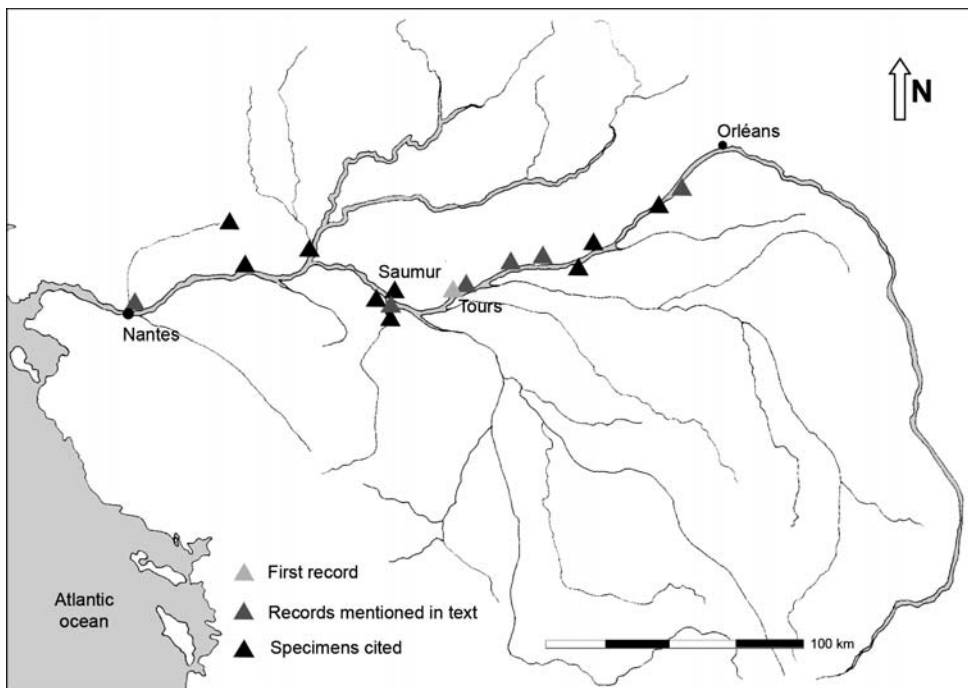 N
Orléans
Saumur
Tours
Nantes
First record
Records mentioned in text
Atlantic
ocean
Specimens cited
100 km